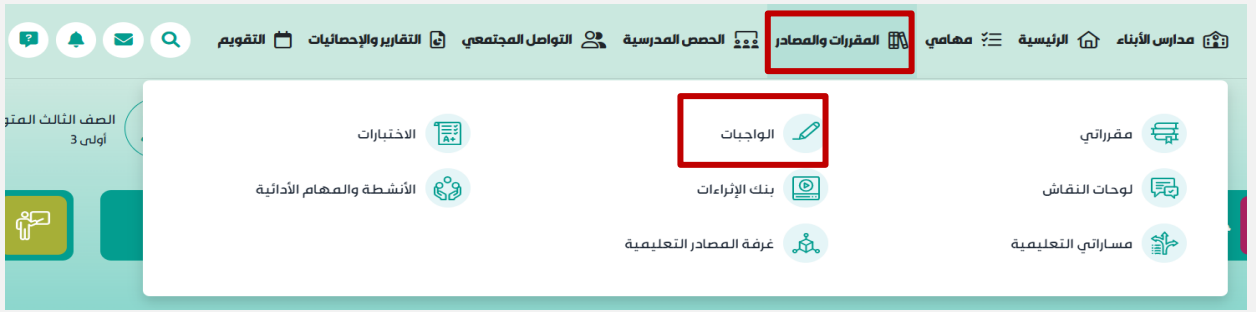 مدارس الأبناء الرئيسية مهامي المقررات والمصادر الحصص المدرسية التواصل المجتمعي التقارير والإحصائيات التقويم
الصف الثالث المتو
أولى 3
مقرراتي الواجبات الاختبارات
لوحات النقاش بنك الإثراءات الأنشطة والمهام الأدائية
مساراتي التعليمية غرفة المصادر التعليمية